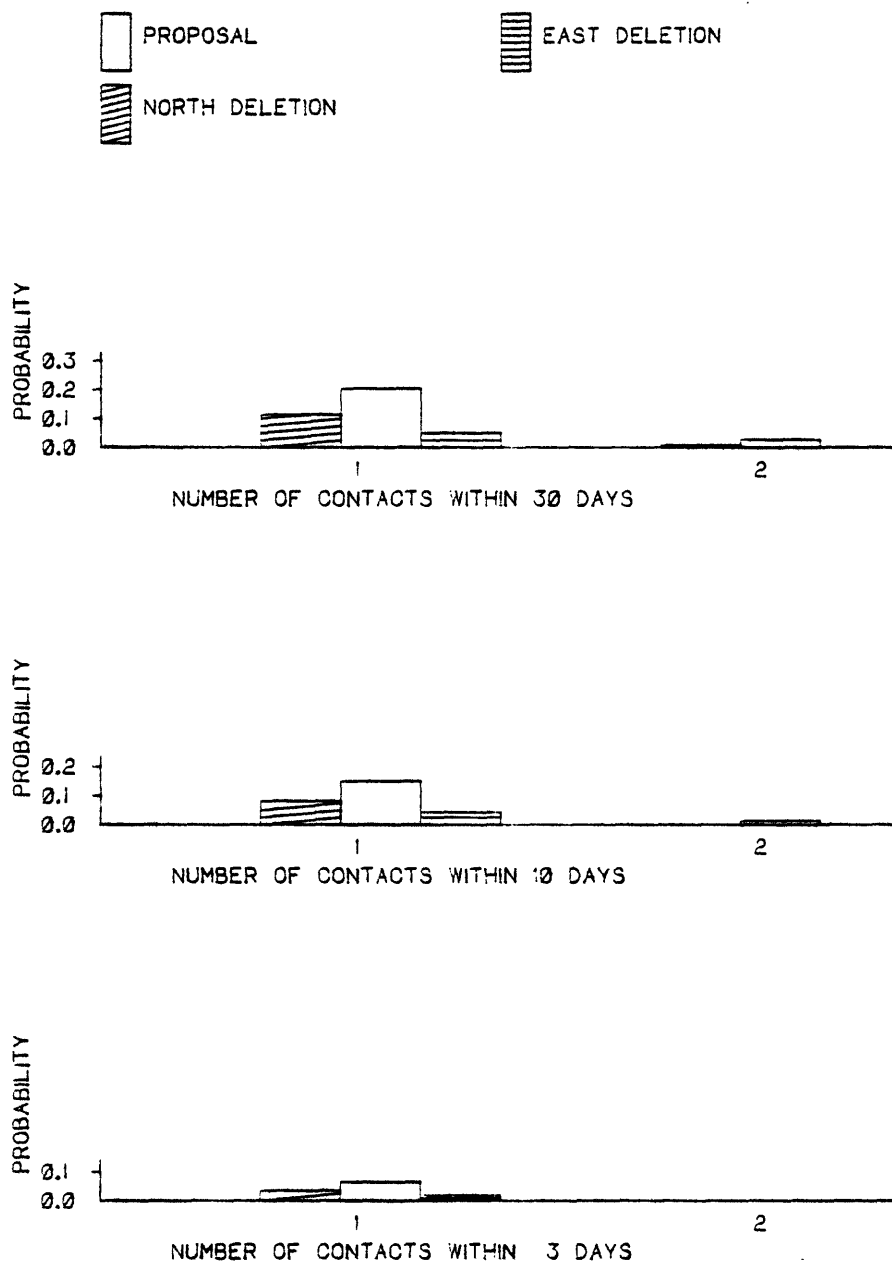 PROPOSAL
EAST DELETION
NORTH DELETION
PROBABILITY
0.3
0.2
0.1
0.0
1
2
NUMBER OF CONTACTS WITHIN 30 DAYS
PROBABILITY
0.2
0.1
0.0
1
2
NUMBER OF CONTACTS WITHIN 10 DAYS
PROBABILITY
0.1
0.0
1
2
NUMBER OF CONTACTS WITHIN 3 DAYS